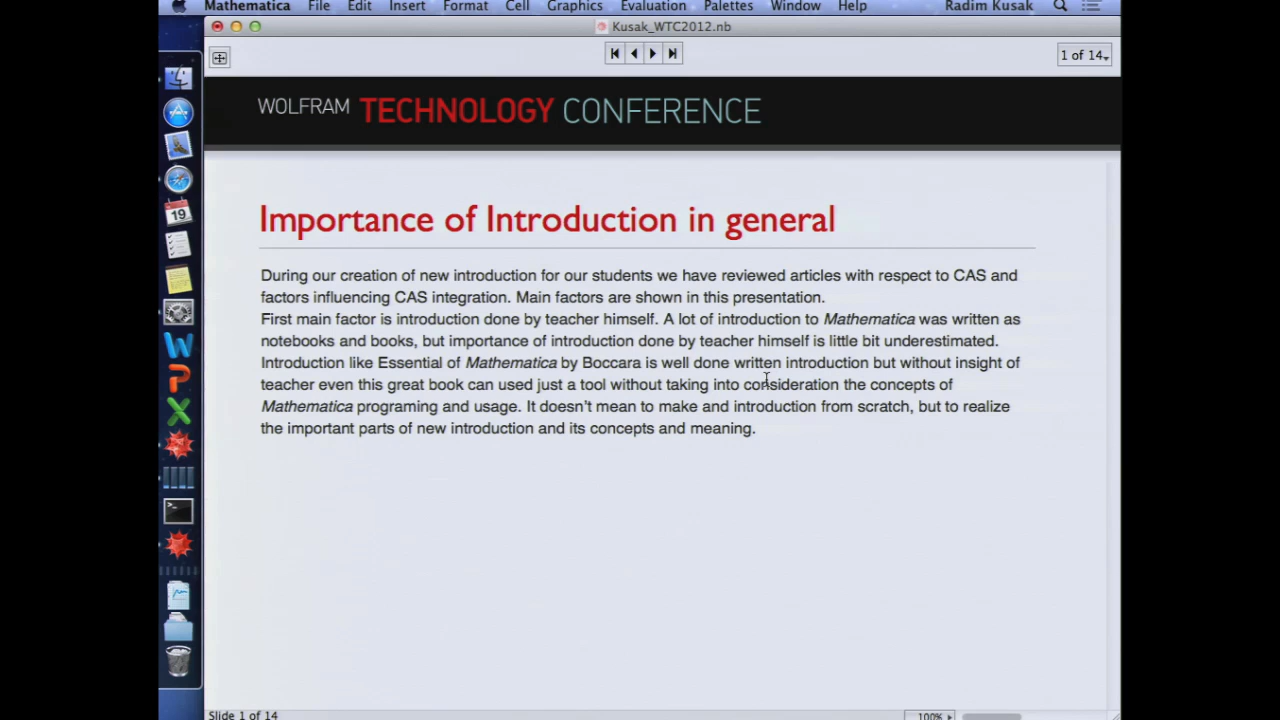 Mathematica File Edit Insert Format Cell Graphics Evaluation Palettes Window Help Radim Kusak
Kusak_WTC2012.nb
1 of 14
WOLFRAM TECHNOLOGY CONFERENCE
Importance of Introduction in general
During our creation of new introduction for our students we have reviewed articles with respect to CAS and
factors influencing CAS integration. Main factors are shown in this presentation.
First main factor is introduction done by teacher himself. A lot of introduction to Mathematica was written as
notebooks and books, but importance of introduction done by teacher himself is little bit underestimated.
Introduction like Essential of Mathematica by Boccara is well done written introduction but without insight of
teacher even this great book can used just a tool without taking into consideration the concepts of
Mathematica programing and usage. It doesn't mean to make and introduction from scratch, but to realize
the important parts of new introduction and its concepts and meaning.
19
Slide 1 of 14
100%